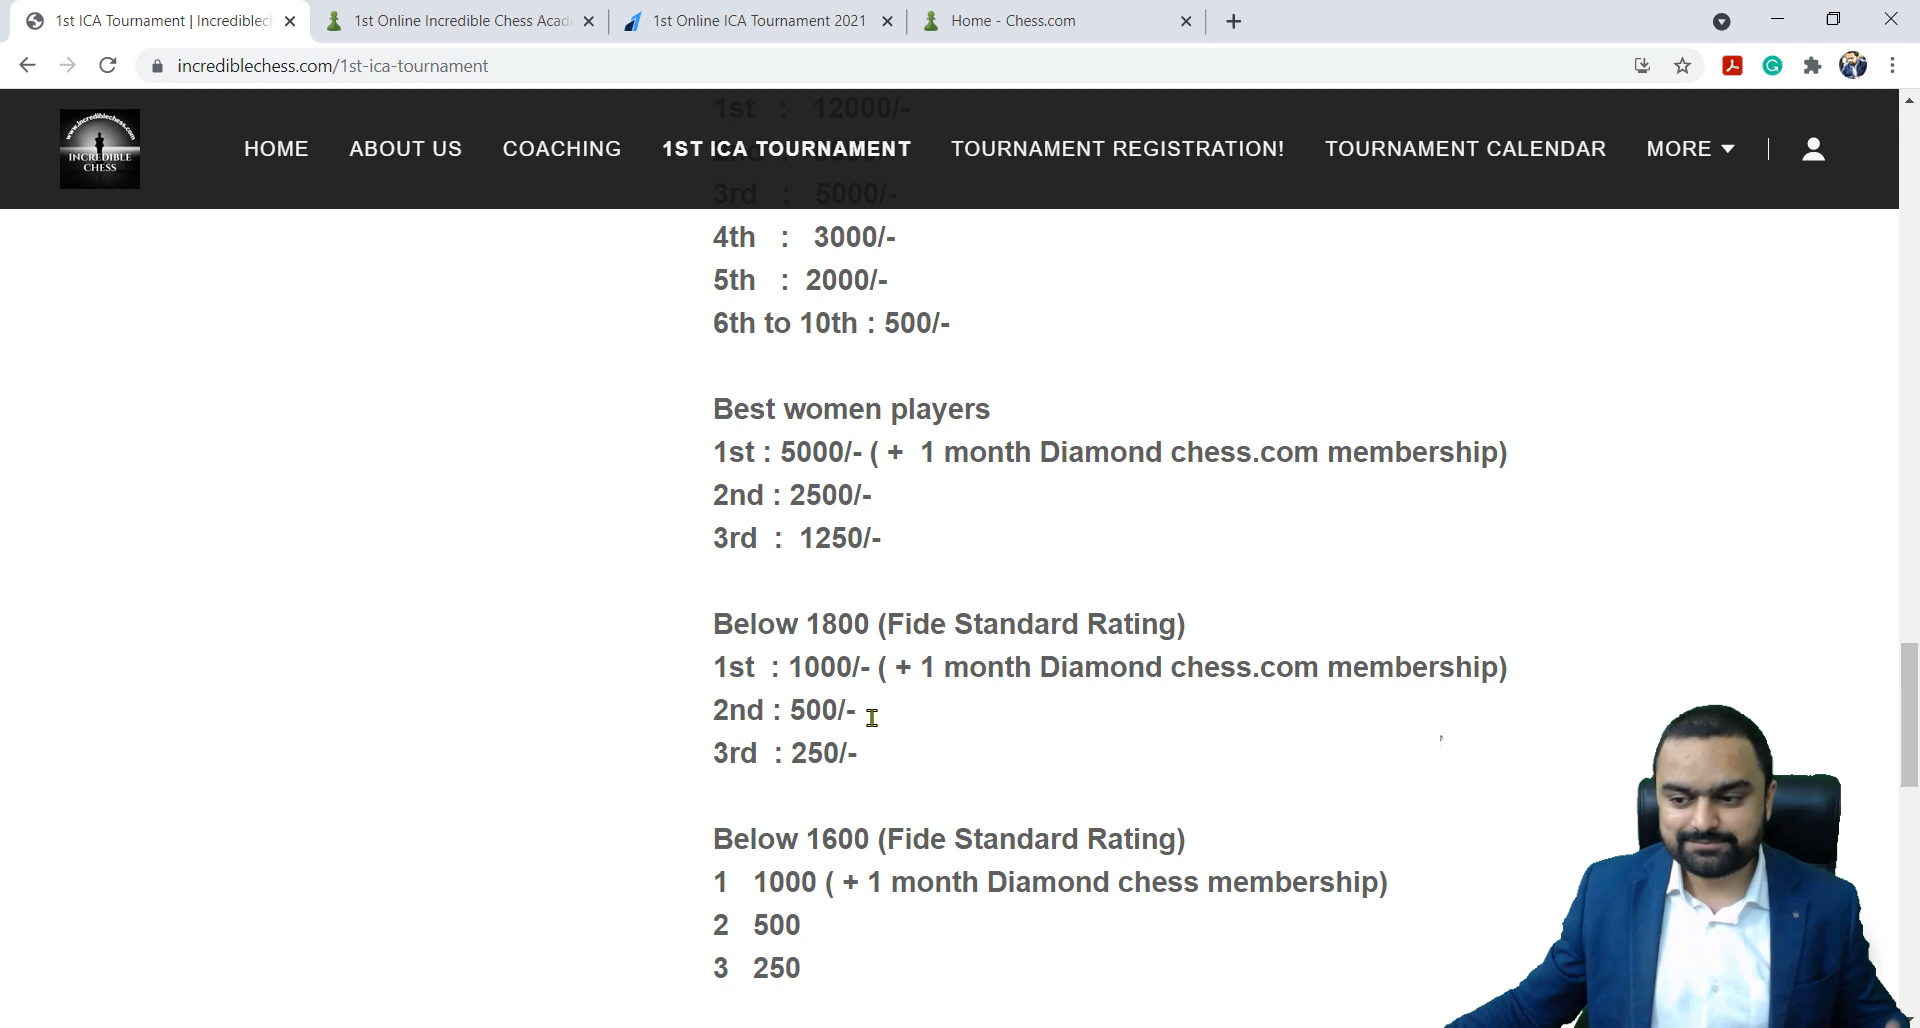 1st ICA Tournament | Incrediblech
1st Online Incredible Chess Acad
1st Online ICA Tournament 2021
Home - Chess.com
incrediblechess.com/1st-ica-tournament
www.incrediblechess.com
INCREDIBLE
CHESS
HOME
ABOUT US
COACHING
1ST ICA TOURNAMENT
TOURNAMENT REGISTRATION!
TOURNAMENT CALENDAR
MORE
1st : 12000/-
3rd : 5000/-
4th : 3000/-
5th : 2000/-
6th to 10th : 500/-
Best women players
1st : 5000/- ( + 1 month Diamond chess.com membership)
2nd : 2500/-
3rd : 1250/-
Below 1800 (Fide Standard Rating)
1st : 1000/- ( + 1 month Diamond chess.com membership)
2nd : 500/-
3rd : 250/-
Below 1600 (Fide Standard Rating)
1 1000 ( + 1 month Diamond chess membership)
2 500
3 250